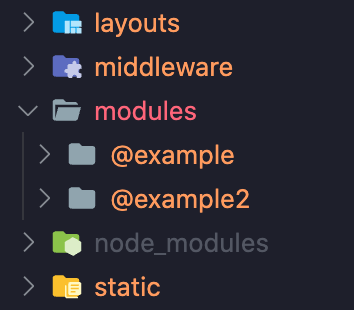 layouts
middleware
modules
@example
@example2
node_modules
static